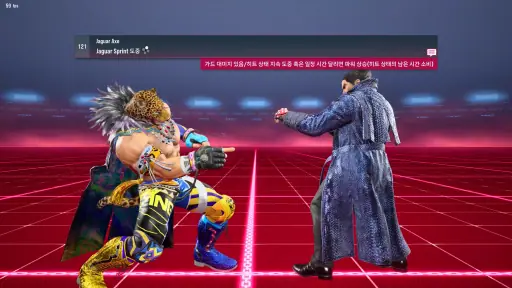 59 fps
Jaguar Axe
121
Jaguar Sprint 도중
가드 대미지 있음/히트 상태 지속 도중 혹은 일정 시간 달리면 파워 상승(히트 상태의 남은 시간 소비)